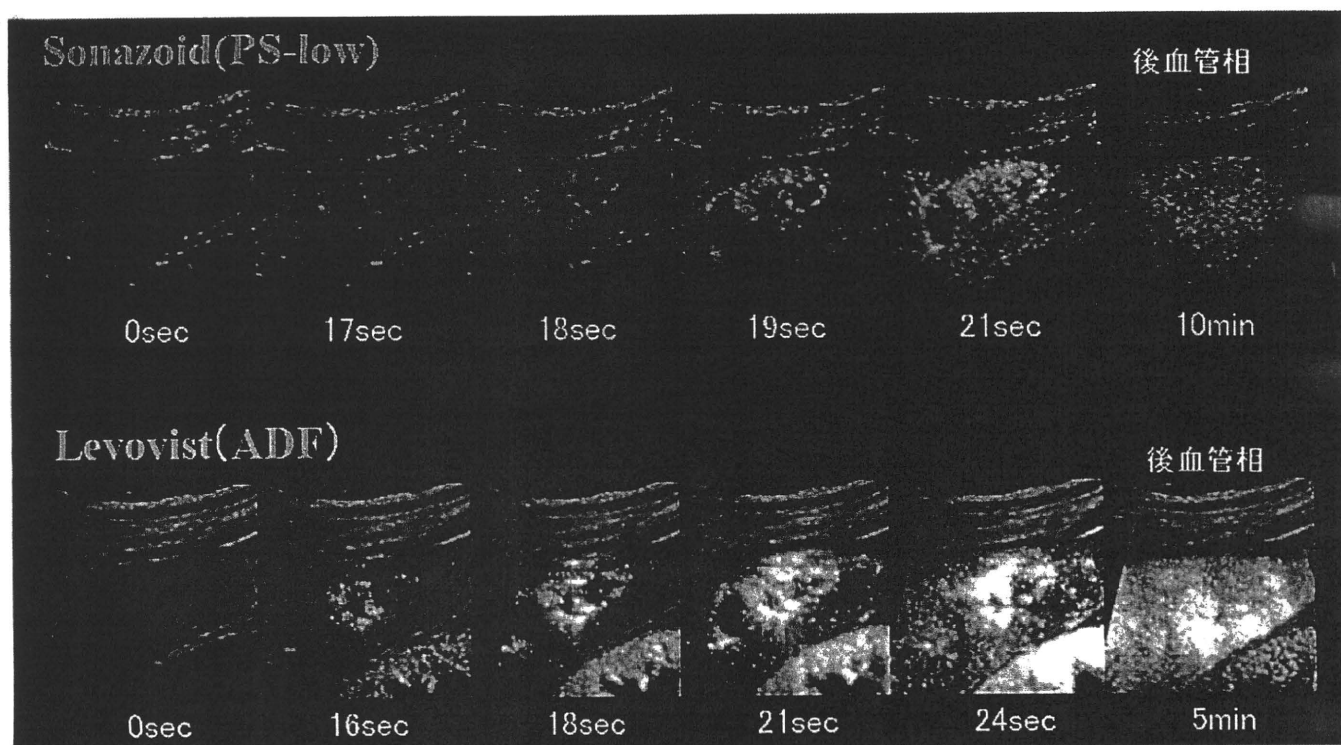 Sonazoid(PS-low)
後血管相
0sec 17sec 18sec 19sec 21sec 10min
Levovist(ADF)
後血管相
0sec 16sec 18sec 21sec 24sec 5min